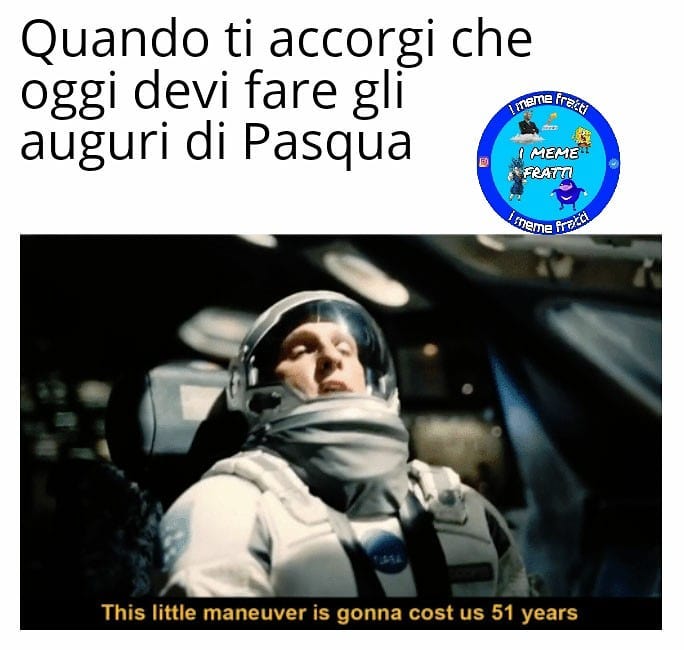 Quando ti accorgi che
oggi devi fare gli
auguri di Pasqua
I meme fratti
I MEME
FRATTI
I meme fratti
NASA
This little maneuver is gonna cost us 51 years